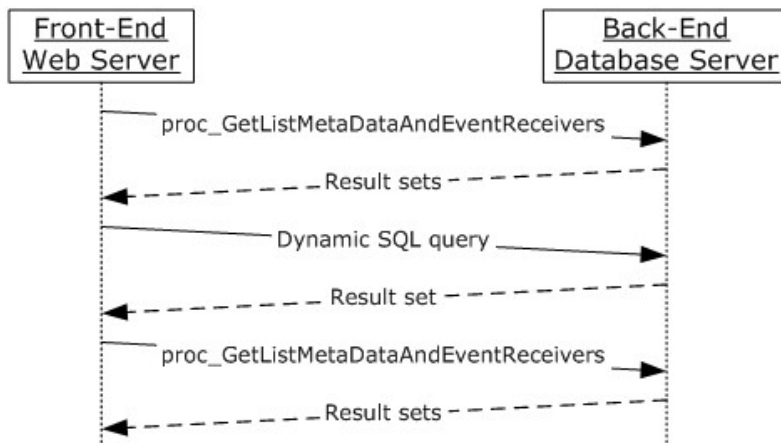 Front-End
Web Server
Back-End
Database Server
proc_GetListMetaDataAndEventReceivers
Result sets
Dynamic SQL query
Result set
proc_GetListMetaDataAndEventReceivers
Result sets